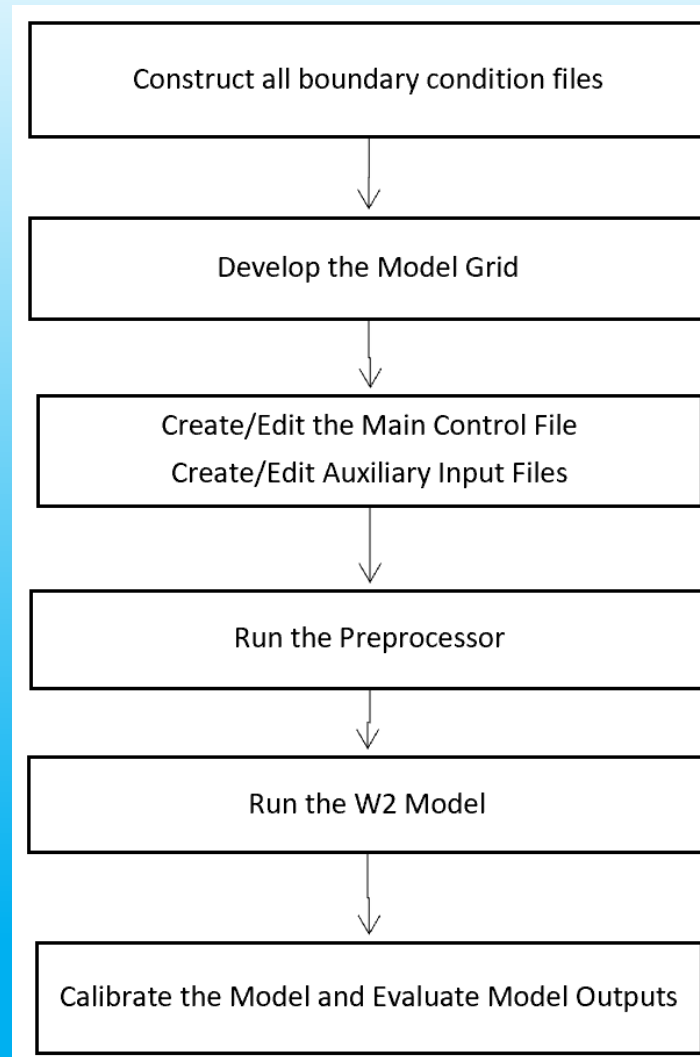 Construct all boundary condition files
Develop the Model Grid
Create/Edit the Main Control File
Create/Edit Auxiliary Input Files
Run the Preprocessor
Run the W2 Model
Calibrate the Model and Evaluate Model Outputs